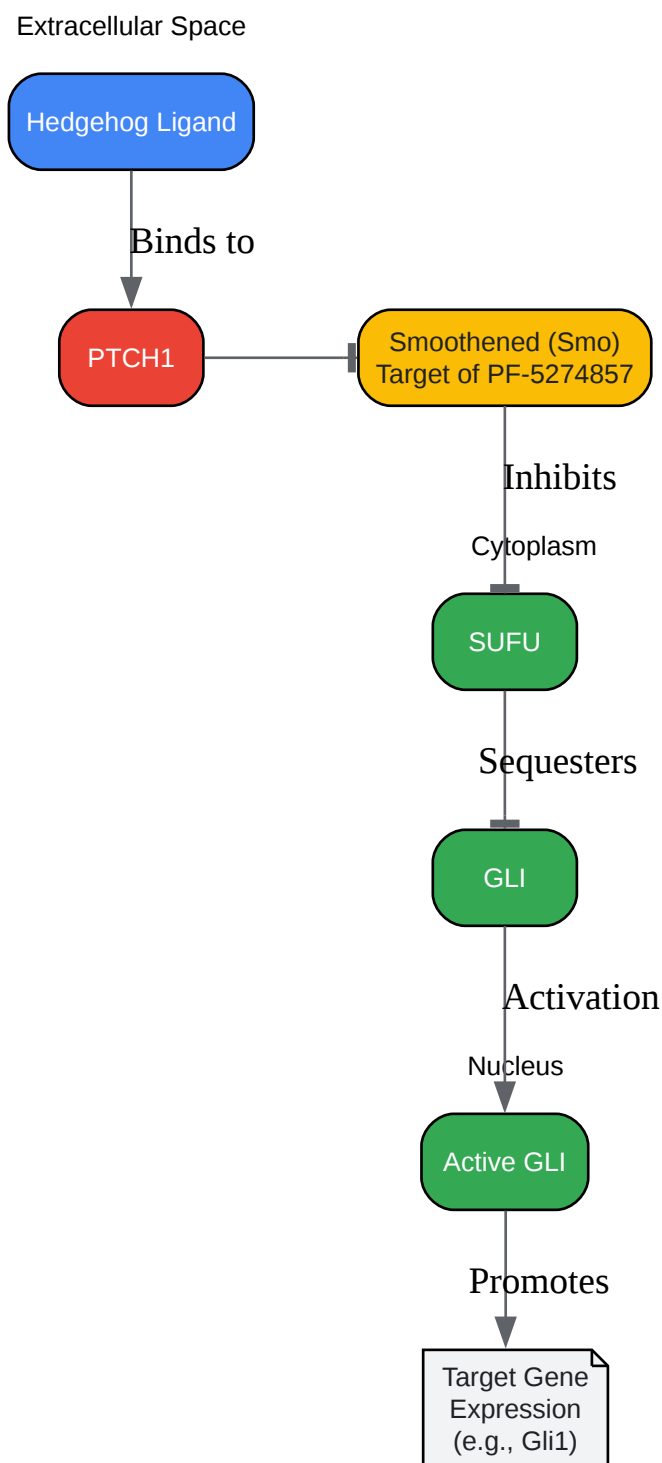 Extracellular Space
Hedgehog Ligand
Binds to
PTCH1
Smoothened (Smo)
Target of PF-5274857
Inhibits
Cytoplasm
SUFU
Sequesters
GLI
Activation
Nucleus
Active GLI
Promotes
Target Gene
Expression
(e.g., Gli1)